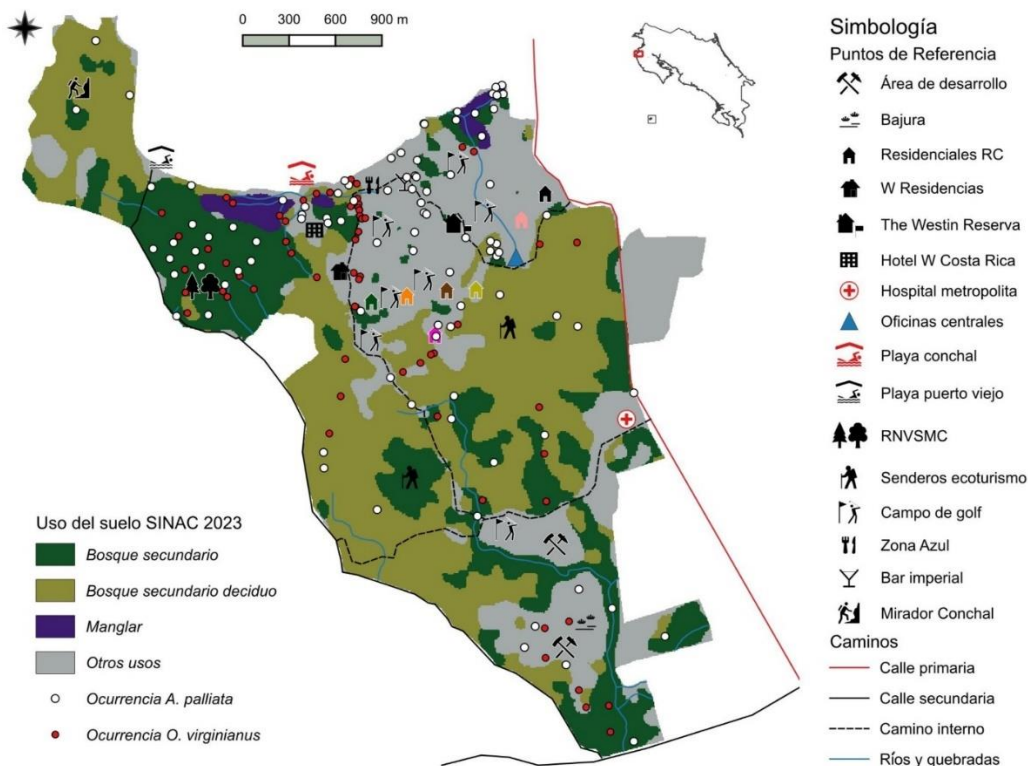 0 300 600 900 m
Simbología
Puntos de Referencia
Área de desarrollo
Bajura
Residenciales RC
W Residencias
The Westin Reserva
Hotel W Costa Rica
Hospital metropolita
Oficinas centrales
Playa conchal
Playa puerto viejo
RNVSMC
Senderos ecoturismo
Campo de golf
Zona Azul
Bar imperial
Mirador Conchal
Caminos
Calle primaria
Calle secundaria
Camino interno
Ríos y quebradas
Uso del suelo SINAC 2023
Bosque secundario
Bosque secundario deciduo
Manglar
Otros usos
Ocurrencia A. palliata
Ocurrencia O. virginianus